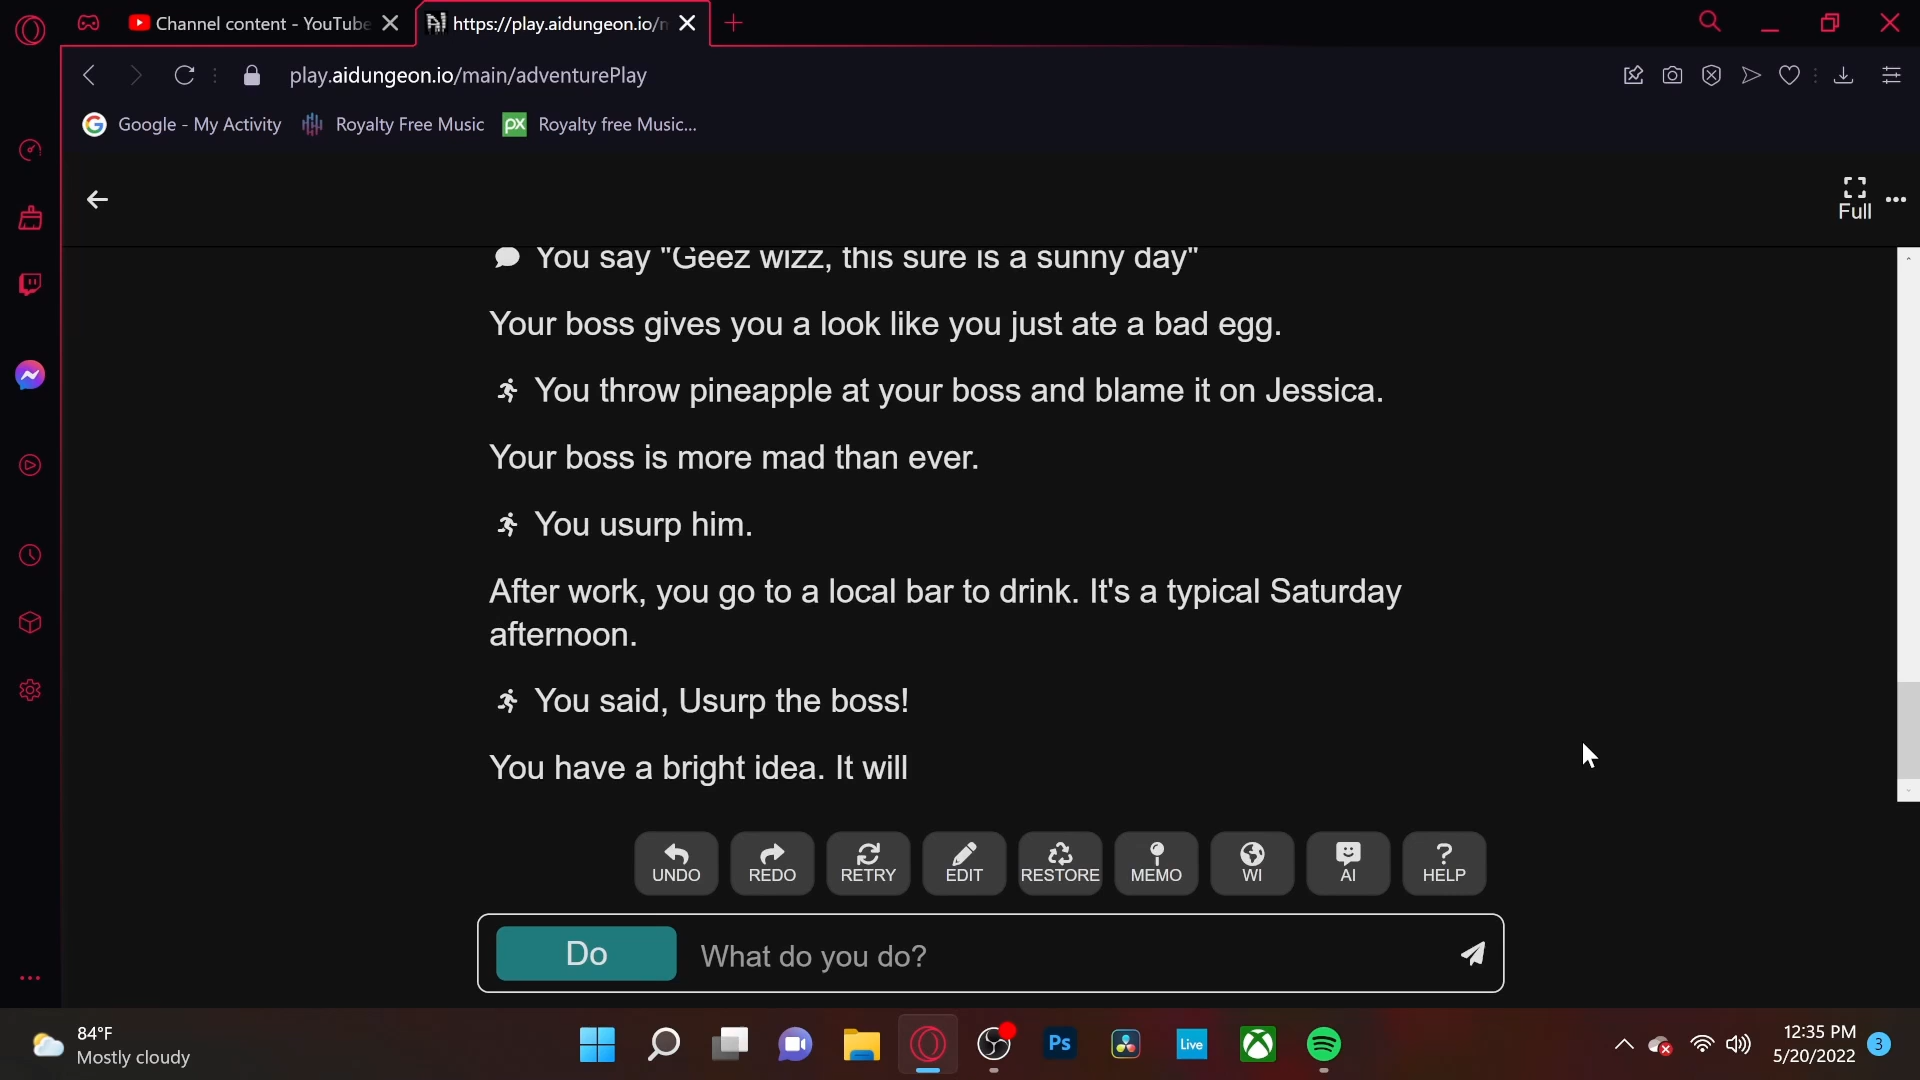 Channel content - YouTube
https://play.aidungeon.io/
play.aidungeon.io/main/adventurePlay
Google - My Activity
Royalty Free Music
px
Royalty free Music...
Full
You say "Geez wizz, this sure is a sunny day"
Your boss gives you a look like you just ate a bad egg.
You throw pineapple at your boss and blame it on Jessica.
Your boss is more mad than ever.
You usurp him.
After work, you go to a local bar to drink. It's a typical Saturday
afternoon.
You said, Usurp the boss!
You have a bright idea. It will
UNDO
REDO
RETRY
EDIT
RESTORE
MEMO
WI
AI
HELP
Do
What do you do?
84°F
Mostly cloudy
Ps
Live
12:35 PM
5/20/2022
3